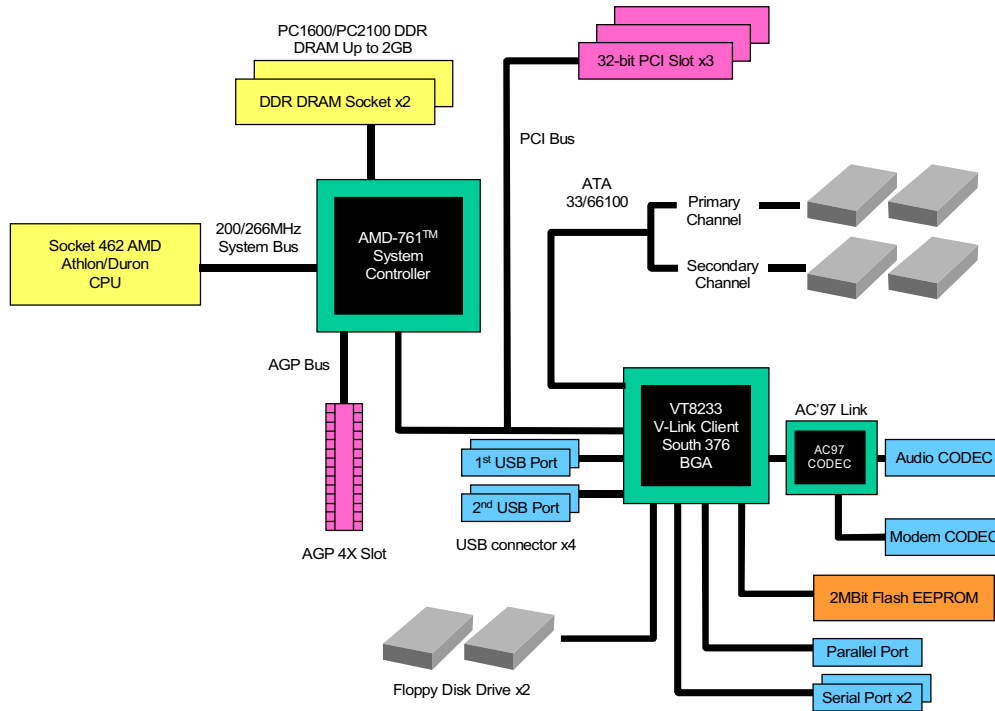 PC1600/PC2100 DDR
DRAM Up to 2GB
DDR DRAM Socket x2
32-bit PCI Slot x3
PCI Bus
ATA
33/66100
Primary
Channel
Secondary
Channel
200/266MHz
System Bus
Socket 462 AMD
Athlon/Duron
CPU
AMD-761TM
System
Controller
AGP Bus
AGP 4X Slot
VT8233
V-Link Client
South 376
BGA
AC'97 Link
AC97
CODEC
Audio CODEC
Modem CODEC
1st USB Port
2nd USB Port
USB connector x4
2MBit Flash EEPROM
Parallel Port
Serial Port x2
Floppy Disk Drive x2